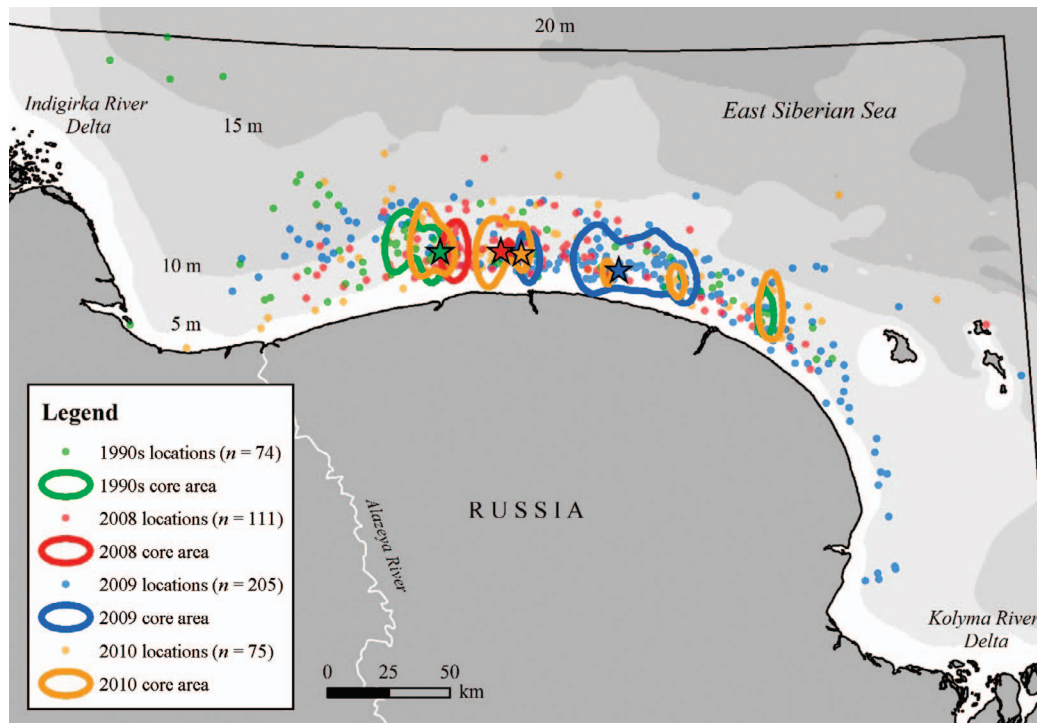 20 m
Indigirka River
Delta
East Siberian Sea
15 m
10 m
5 m
Legend
1990s locations (n = 74)
1990s core area
2008 locations (n = 111)
2008 core area
2009 locations (n = 205)
2009 core area
2010 locations (n = 75)
2010 core area
RUSSIA
Alazeya River
Kolyma River
Delta
0 25 50
km